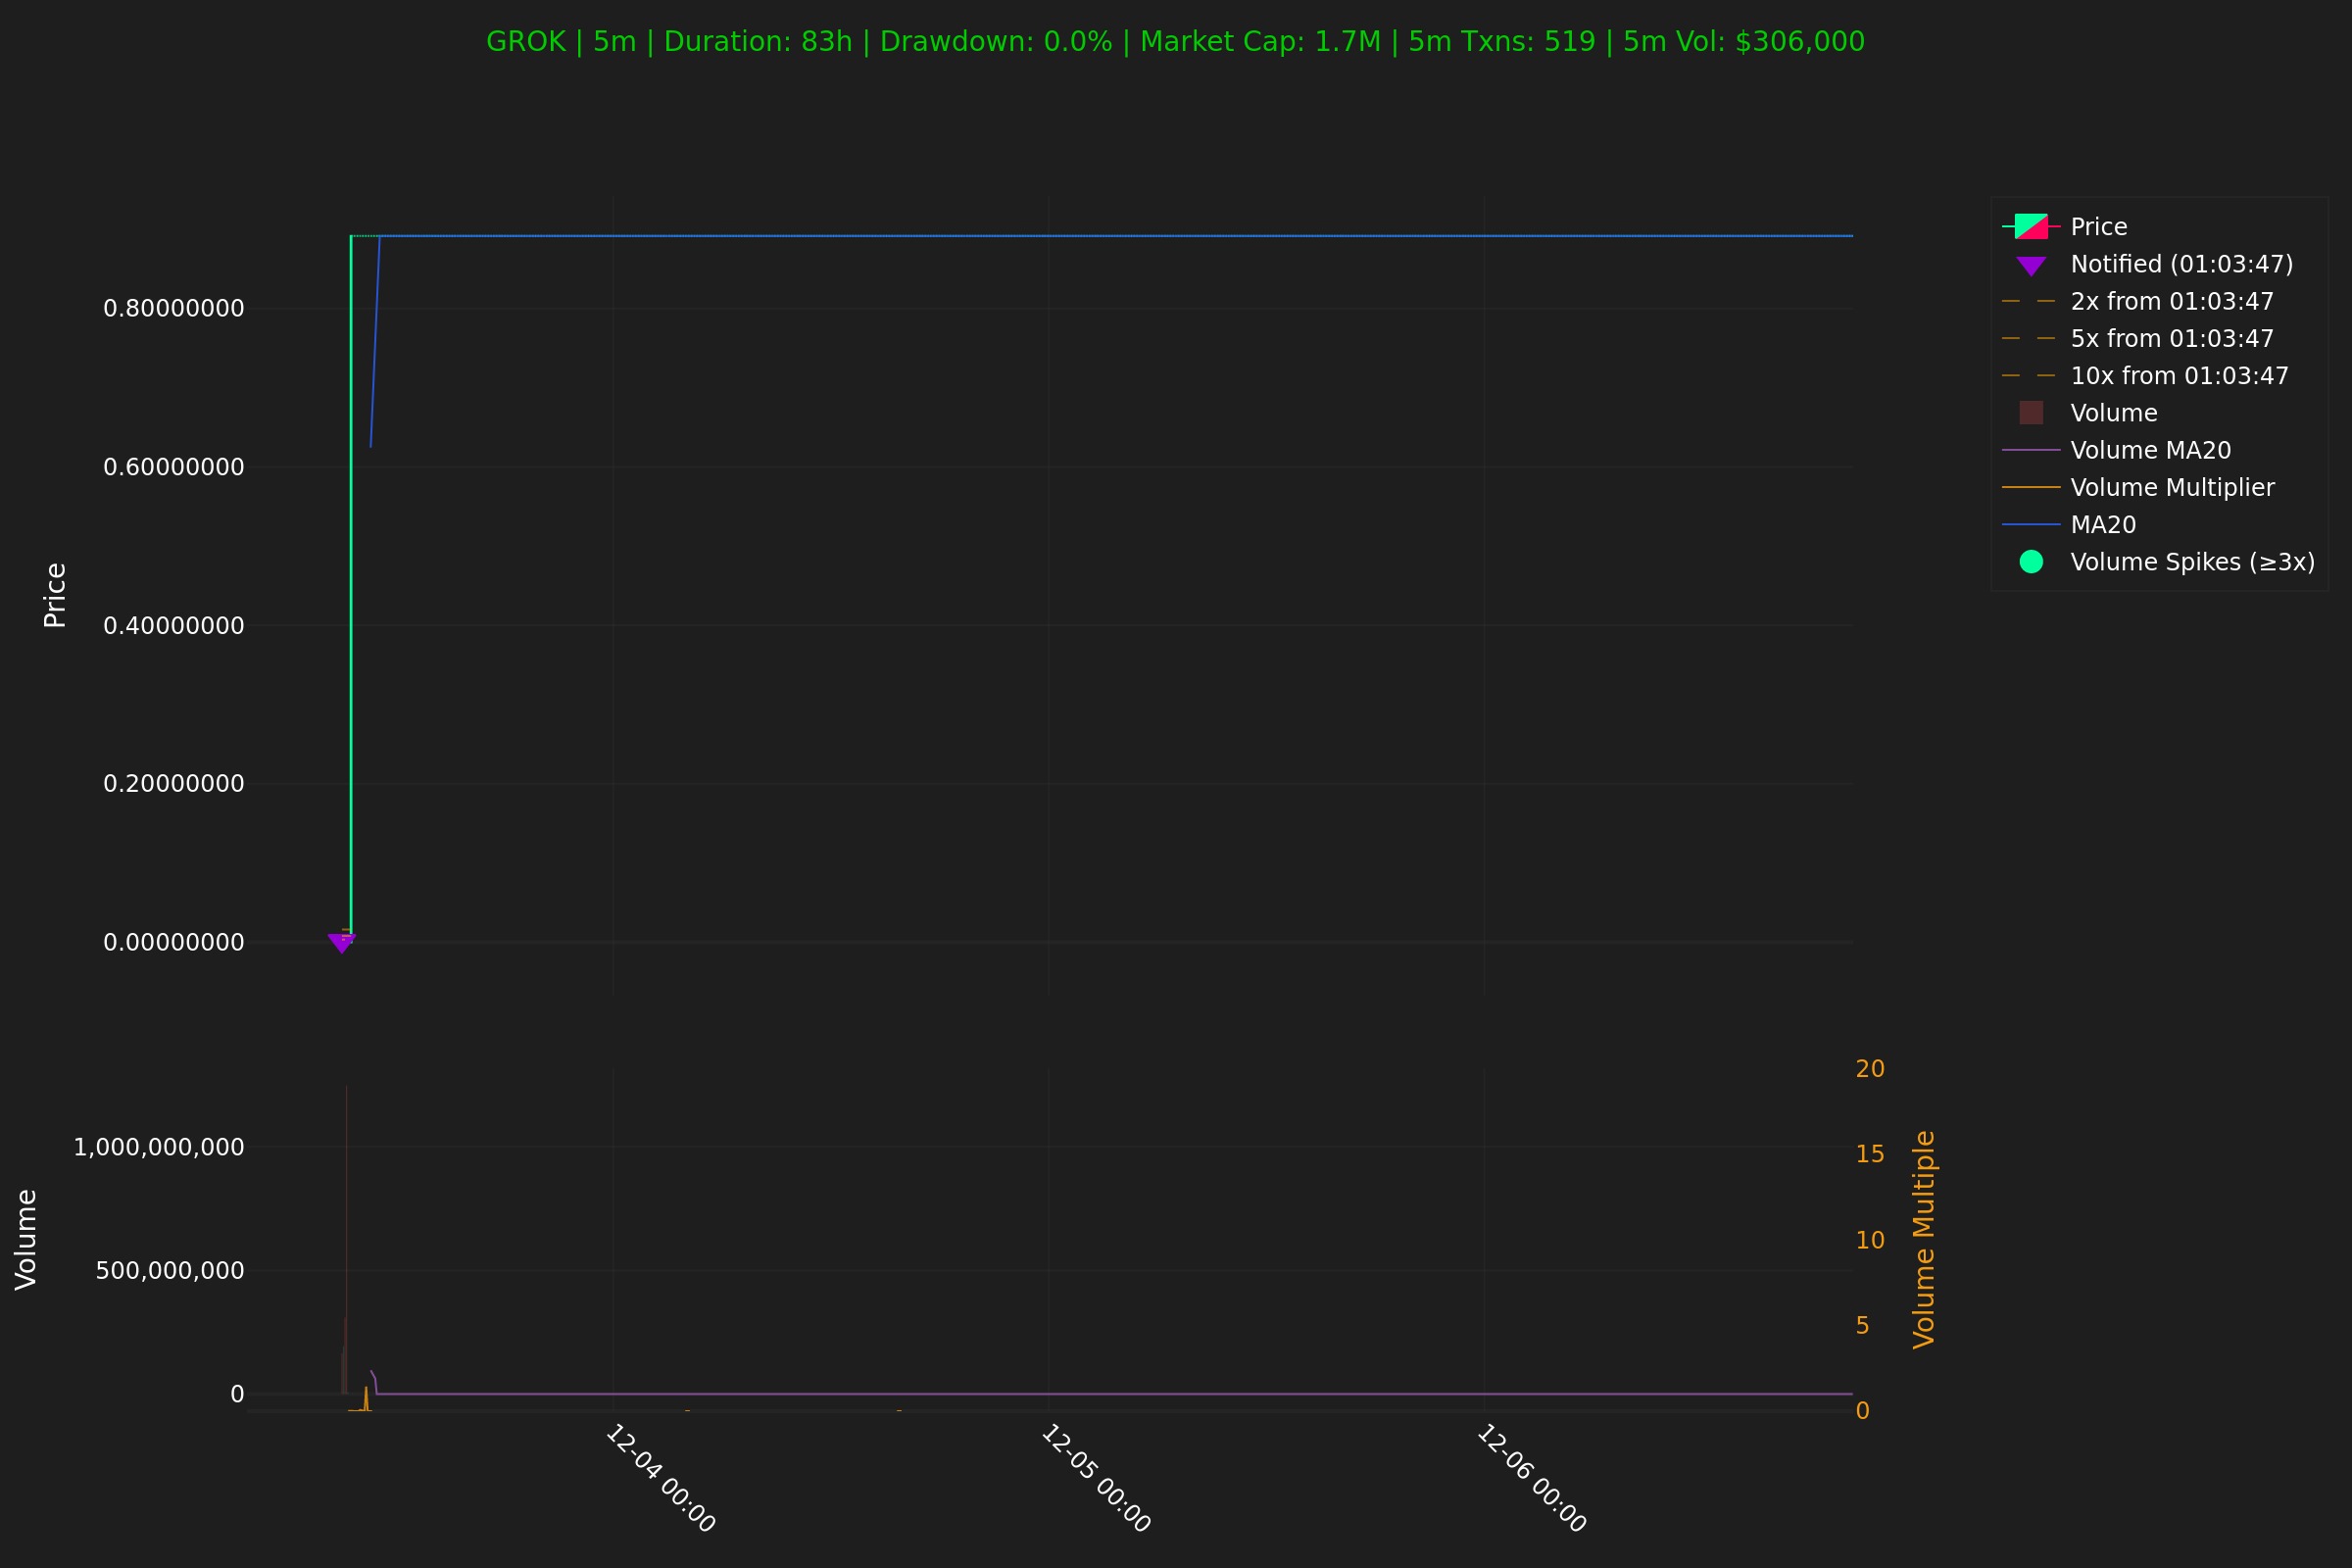 GROK | 5m | Duration: 83h | Drawdown: 0.0% | Market Cap: 1.7M | 5m Txns: 519 | 5m Vol: $306,000
Price
Notified (01:03:47)
2x from 01:03:47
5x from 01:03:47
10x from 01:03:47
Volume
Volume MA20
Volume Multiplier
MA20
Volume Spikes (≥3x)
Price
0.80000000
0.60000000
0.40000000
0.20000000
0.00000000
Volume
1,000,000,000
500,000,000
0
20
15
10
5
0
Volume Multiple
12-04 00:00
12-05 00:00
12-06 00:00